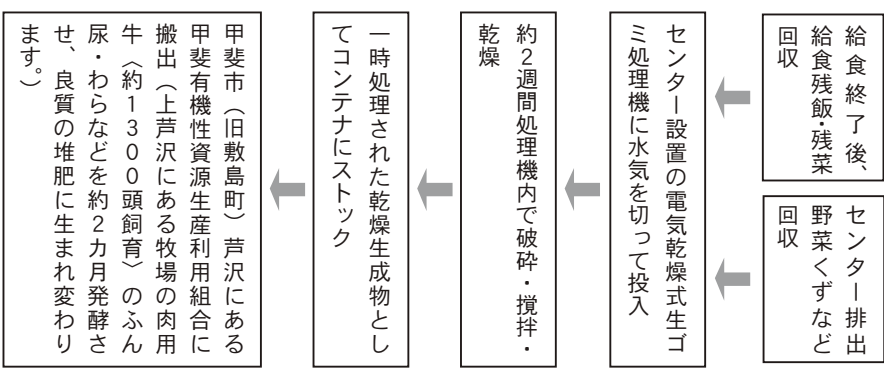 給食終了後、
給食残飯・残菜
回収
センター排出
野菜くずなど
回収
センター設置の電気乾燥式生ゴ
ミ処理機に水気を切って投入
約2週間処理機内で破砕・撹拌・
乾燥
一時処理された乾燥生成物とし
てコンテナにストック
甲斐市（旧敷島町）芦沢にある
甲斐有機性資源生産利用組合に
搬出（上芦沢にある牧場の肉用
牛〈約1300頭飼育〉のふん
尿・わらなどを約2カ月発酵さ
せ、良質の堆肥に生まれ変わり
ます。）